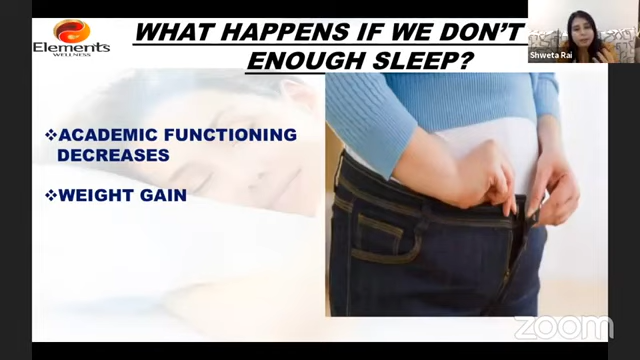 Elements
WELLNESS
WHAT HAPPENS IF WE DON'T
ENOUGH SLEEP?
Shweta Rai
❖ACADEMIC FUNCTIONING
DECREASES
❖WEIGHT GAIN
zoom